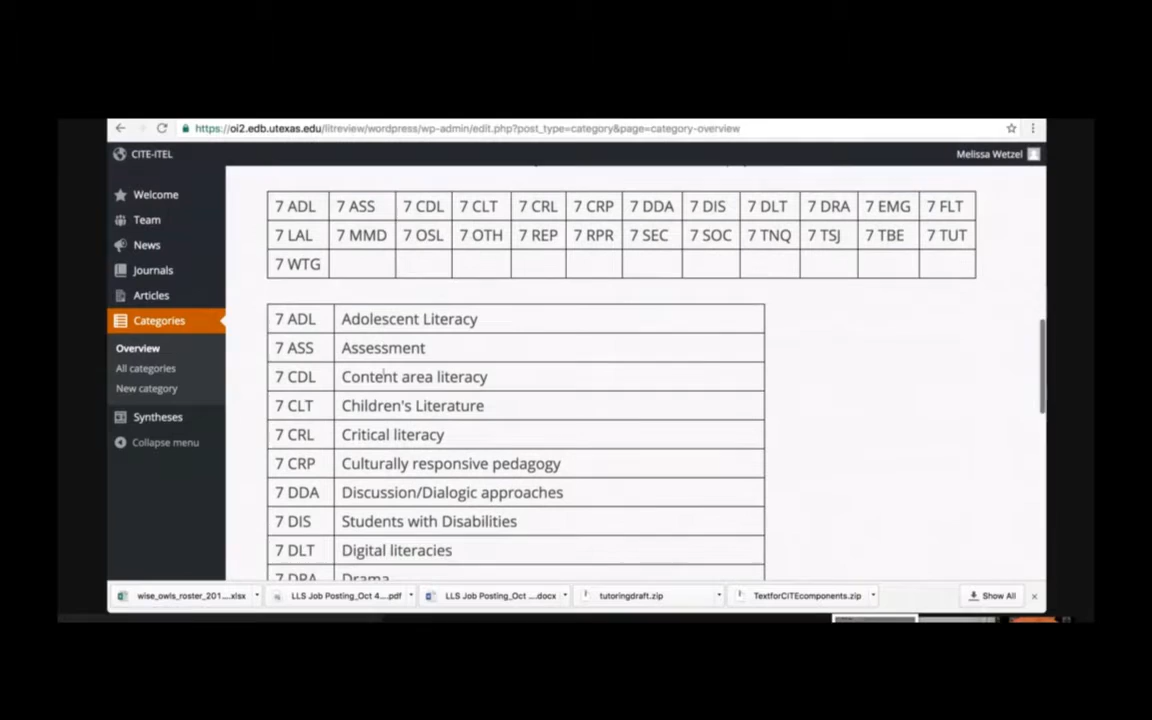 https://oi2.edb.utexas.edu/litreview/wordpress/wp-admin/edit.php?post_type=category&page=category-overview
CITE-ITEL Melissa Wetzel
Welcome
Team
News
Journals
Articles
Categories
Overview
All categories
New category
Syntheses
Collapse menu
7 ADL 7 ASS 7 CDL 7 CLT 7 CRL 7 CRP 7 DDA 7 DIS 7 DLT 7 DRA 7 EMG 7 FLT
7 LAL 7 MMD 7 OSL 7 OTH 7 REP 7 RPR 7 SEC 7 SOC 7 TNQ 7 TSJ 7 TBE 7 TUT
7 WTG
7 ADL Adolescent Literacy
7 ASS Assessment
7 CDL Content area literacy
7 CLT Children's Literature
7 CRL Critical literacy
7 CRP Culturally responsive pedagogy
7 DDA Discussion/Dialogic approaches
7 DIS Students with Disabilities
7 DLT Digital literacies
7 DRA Drama
wise_owls_roster_201....xlsx LLS Job Posting_Oct 4....pdf LLS Job Posting_Oct ....docx tutoringdraft.zip TextforCITEcomponents.zip Show All